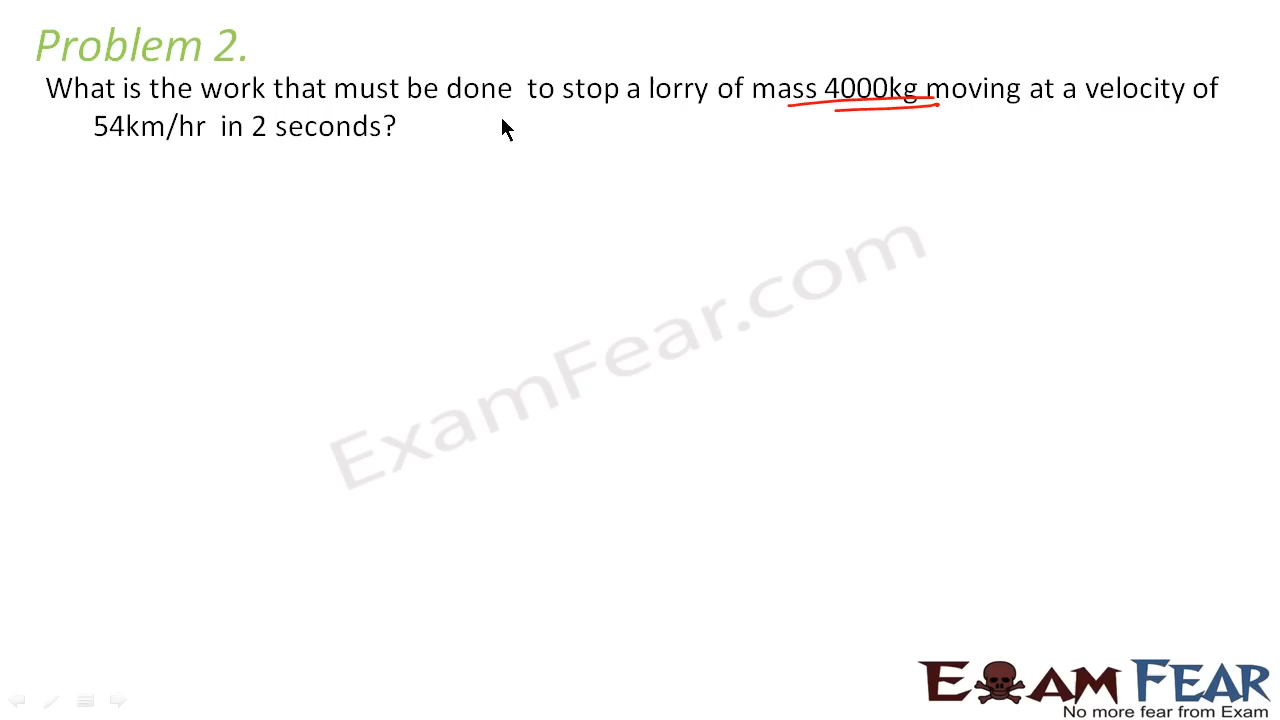 Problem 2.
What is the work that must be done to stop a lorry of mass 4000kg moving at a velocity of
54km/hr in 2 seconds?
ExamFear.com
EXAM FEAR
No more fear from Exam